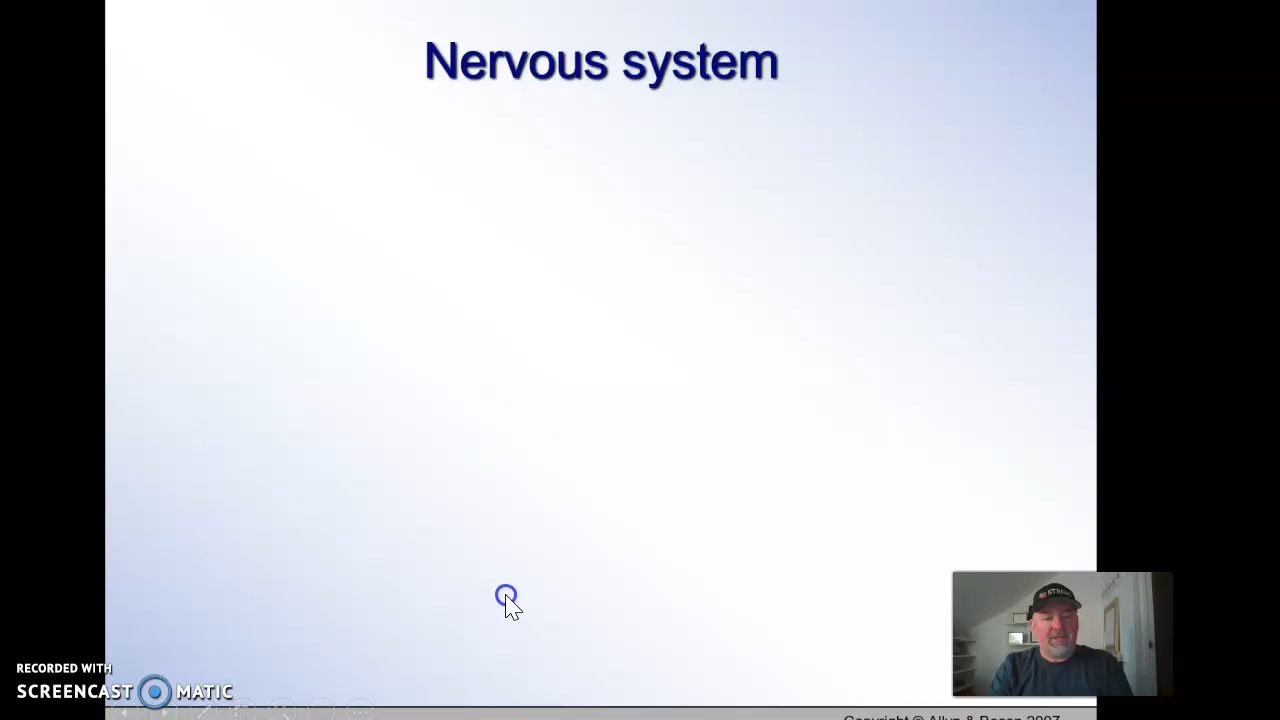 Nervous system
RECORDED WITH
SCREENCAST MATIC
Copyright © Allyn & Bacon 2007